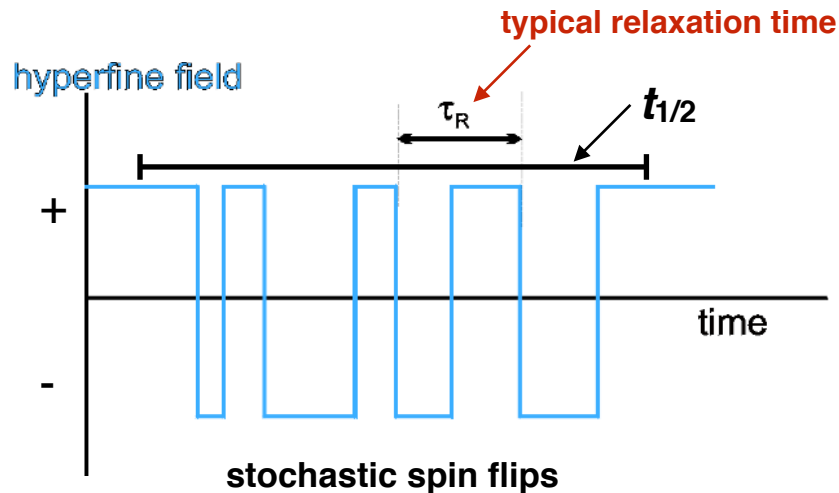 typical relaxation time
hyperfine field
τR
t1/2
+
time
-
stochastic spin flips